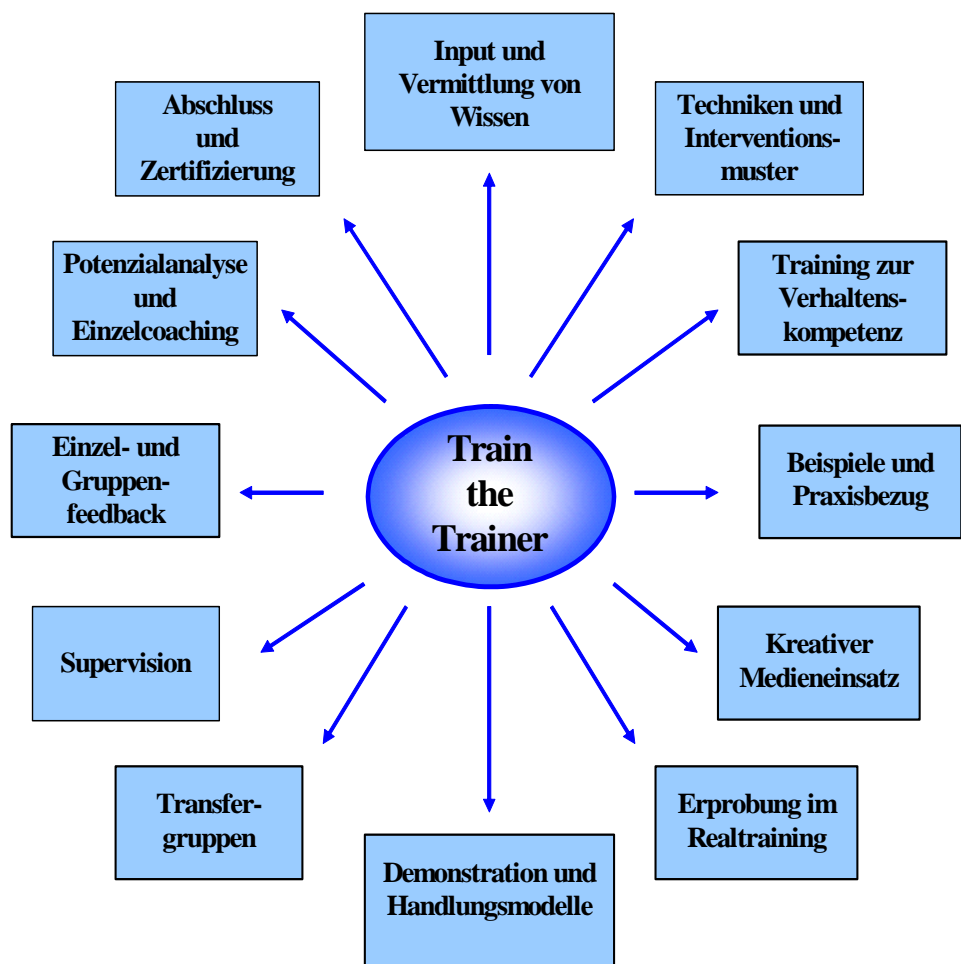 Input und
Vermittlung von
Wissen
Techniken und
Interventions-
muster
Training zur
Verhaltens-
kompetenz
Beispiele und
Praxisbezug
Kreativer
Medieneinsatz
Erprobung im
Realtraining
Demonstration und
Handlungsmodelle
Transfer-
gruppen
Supervision
Einzel- und
Gruppen-
feedback
Potenzialanalyse
und
Einzelcoaching
Abschluss
und
Zertifizierung
Train
the
Trainer